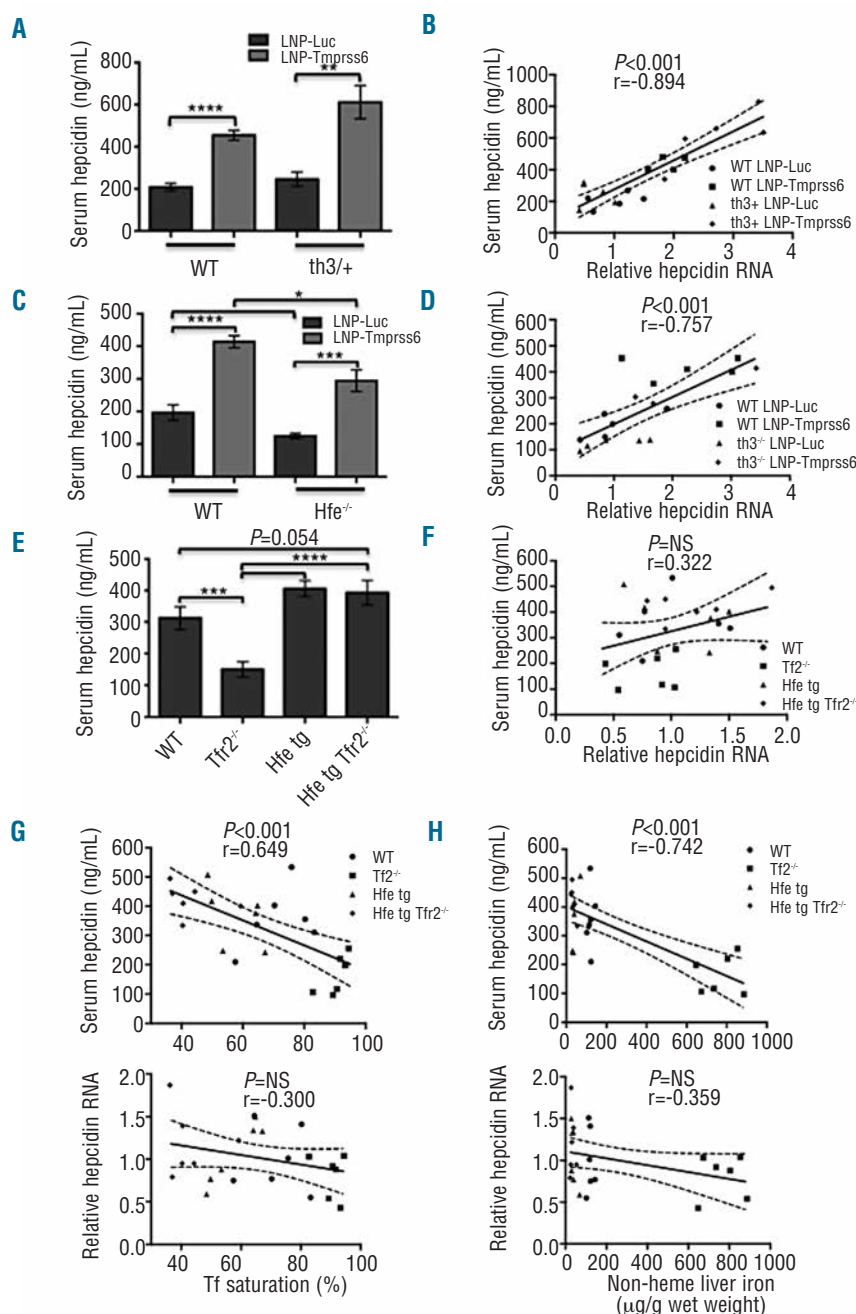 A
LNP-Luc
LNP-Tmprss6
Serum hepcidin (ng/mL)
800
600
400
200
0
****
**
WT
th3/+
B
P<0.001
r=-0.894
Serum hepcidin (ng/mL)
1000
800
600
400
200
0
WT LNP-Luc
WT LNP-Tmprss6
th3+ LNP-Luc
th3+ LNP-Tmprss6
0 1 2 3 4
Relative hepcidin RNA
C
Serum hepcidin (ng/mL)
500
400
300
200
100
0
*
****
***
LNP-Luc
LNP-Tmprss6
WT
Hfe-/-
D
P<0.001
r=-0.757
Serum hepcidin (ng/mL)
600
500
400
300
200
100
0
WT LNP-Luc
WT LNP-Tmprss6
th3-/- LNP-Luc
th3-/- LNP-Tmprss6
0 1 2 3 4
Relative hepcidin RNA
E
P=0.054
****
***
Serum hepcidin (ng/mL)
500
400
300
200
100
0
WT
Tfr2-/-
Hfe tg
Hfe tg Tfr2-/-
F
P=NS
r=0.322
Serum hepcidin (ng/mL)
600
500
400
300
200
100
0
WT
Tf2-/-
Hfe tg
Hfe tg Tfr2-/-
0.0 0.5 1.0 1.5 2.0
Relative hepcidin RNA
G
P<0.001
r=0.649
Serum hepcidin (ng/mL)
600
500
400
300
200
100
0
WT
Tf2-/-
Hfe tg
Hfe tg Tfr2-/-
40 60 80 100
P=NS
r=-0.300
Relative hepcidin RNA
2.0
1.5
1.0
0.5
0.0
40 60 80 100
Tf saturation (%)
H
P<0.001
r=-0.742
Serum hepcidin (ng/mL)
600
500
400
300
200
100
0
WT
Tf2-/-
Hfe tg
Hfe tg Tfr2-/-
0 200 400 600 800 1000
P=NS
r=-0.359
Relative hepcidin RNA
2.0
1.5
1.0
0.5
0.0
0 200 400 600 800 1000
Non-heme liver iron
(µg/g wet weight)